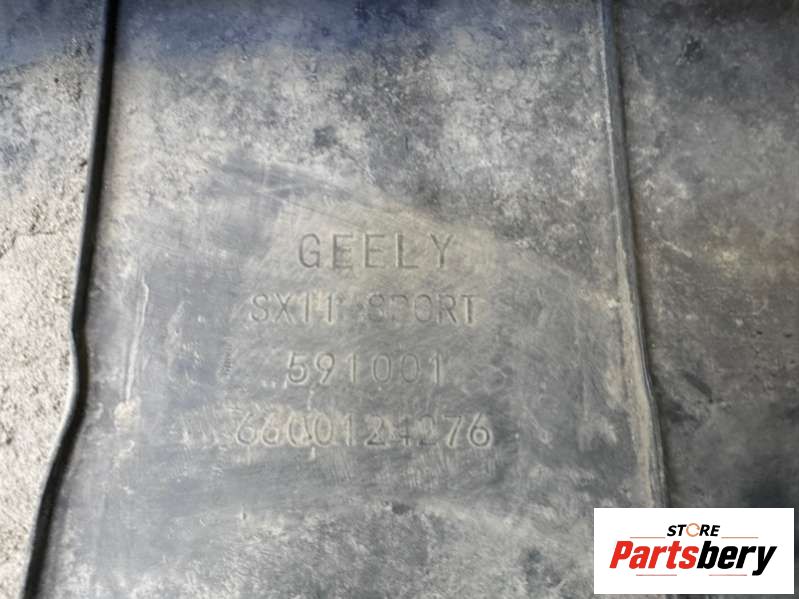 GEELY
SX11 SPORT
591001
6600124276
STORE
Partsbery